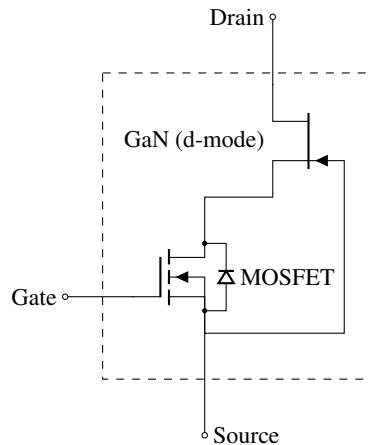 Drain
GaN (d-mode)
MOSFET
Gate
Source